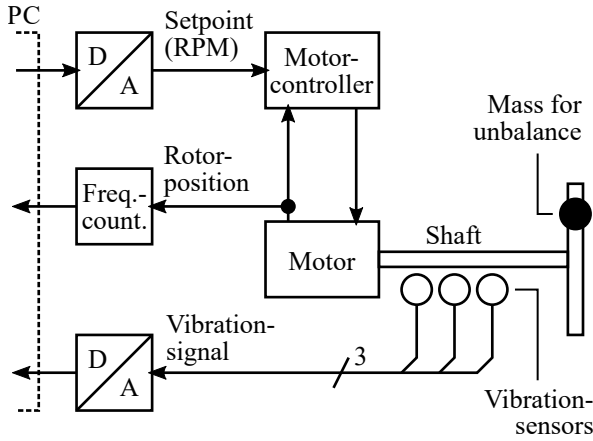 PC
D
A
Setpoint
(RPM)
Motor-
controller
Mass for
unbalance
Freq.-
count.
Rotor-
position
Motor
Shaft
D
A
Vibration-
signal
3
Vibration-
sensors